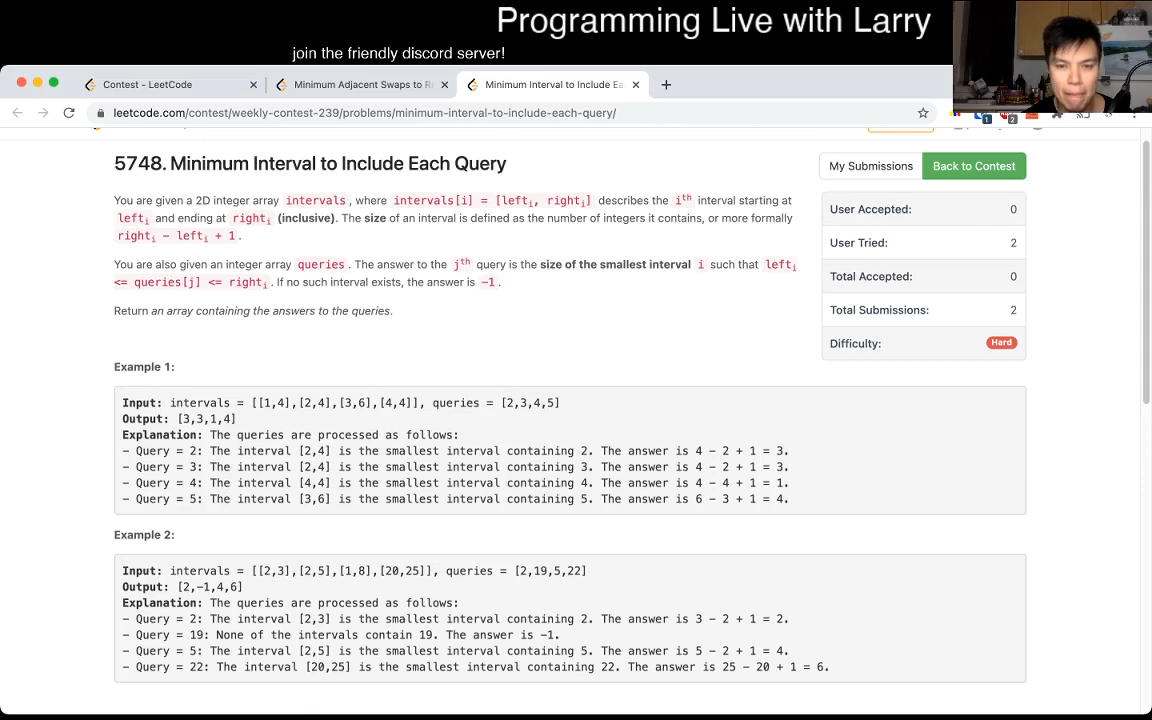 Programming Live with Larry
join the friendly discord server!
Contest - LeetCode
Minimum Adjacent Swaps to R
Minimum Interval to Include Ea
leetcode.com/contest/weekly-contest-239/problems/minimum-interval-to-include-each-query/
5748. Minimum Interval to Include Each Query
My Submissions
Back to Contest
You are given a 2D integer array intervals, where intervals[i] = [lefti, righti] describes the ith interval starting at
lefti and ending at righti (inclusive). The size of an interval is defined as the number of integers it contains, or more formally
righti - lefti + 1.
You are also given an integer array queries. The answer to the jth query is the size of the smallest interval i such that lefti
<= queries[j] <= righti. If no such interval exists, the answer is -1.
Return an array containing the answers to the queries.
User Accepted: 0
User Tried: 2
Total Accepted: 0
Total Submissions: 2
Difficulty: Hard
Example 1:
Input: intervals = [[1,4],[2,4],[3,6],[4,4]], queries = [2,3,4,5]
Output: [3,3,1,4]
Explanation: The queries are processed as follows:
- Query = 2: The interval [2,4] is the smallest interval containing 2. The answer is 4 - 2 + 1 = 3.
- Query = 3: The interval [2,4] is the smallest interval containing 3. The answer is 4 - 2 + 1 = 3.
- Query = 4: The interval [4,4] is the smallest interval containing 4. The answer is 4 - 4 + 1 = 1.
- Query = 5: The interval [3,6] is the smallest interval containing 5. The answer is 6 - 3 + 1 = 4.
Example 2:
Input: intervals = [[2,3],[2,5],[1,8],[20,25]], queries = [2,19,5,22]
Output: [2,-1,4,6]
Explanation: The queries are processed as follows:
- Query = 2: The interval [2,3] is the smallest interval containing 2. The answer is 3 - 2 + 1 = 2.
- Query = 19: None of the intervals contain 19. The answer is -1.
- Query = 5: The interval [2,5] is the smallest interval containing 5. The answer is 5 - 2 + 1 = 4.
- Query = 22: The interval [20,25] is the smallest interval containing 22. The answer is 25 - 20 + 1 = 6.